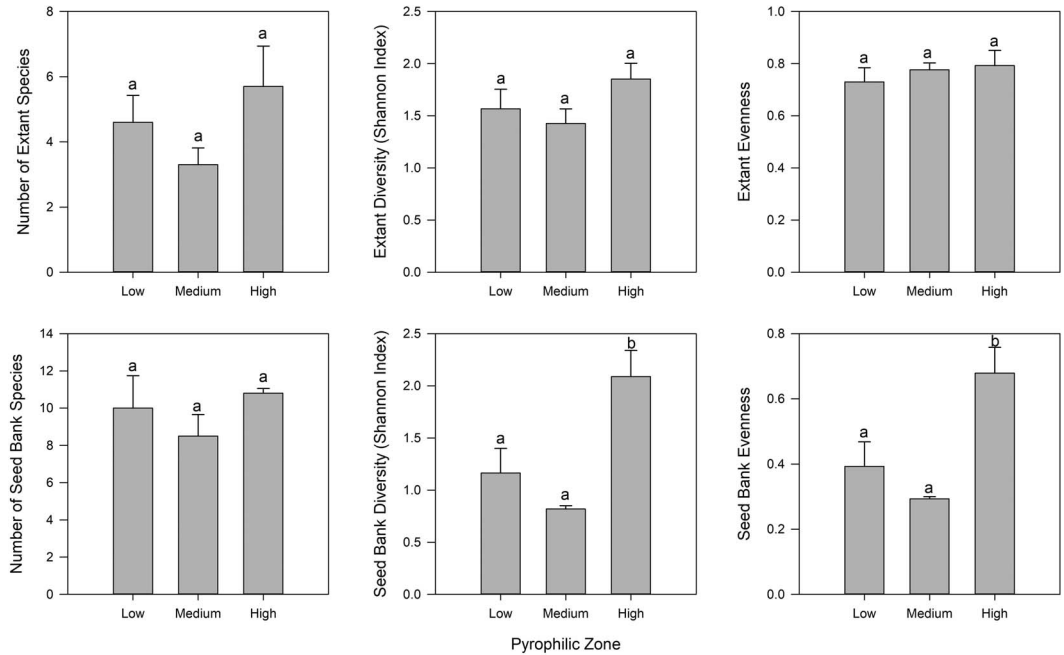 Number of Extant Species
8
6
4
2
0
a
a
a
Low Medium High
Extant Diversity (Shannon Index)
2.5
2.0
1.5
1.0
0.5
0.0
a
a
a
Low Medium High
Extant Evenness
1.0
0.8
0.6
0.4
0.2
0.0
a
a
a
Low Medium High
Number of Seed Bank Species
14
12
10
8
6
4
2
0
a
a
a
Low Medium High
Seed Bank Diversity (Shannon Index)
2.5
2.0
1.5
1.0
0.5
0.0
a
a
b
Low Medium High
Seed Bank Evenness
0.8
0.6
0.4
0.2
0.0
a
a
b
Low Medium High
Pyrophilic Zone